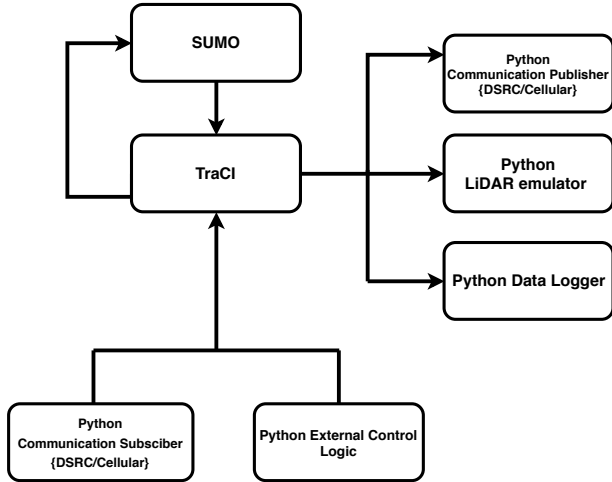 SUMO
Python
Communication Publisher
{DSRC/Cellular}
TraCI
Python
LiDAR emulator
Python Data Logger
Python
Communication Subsciber
{DSRC/Cellular}
Python External Control
Logic